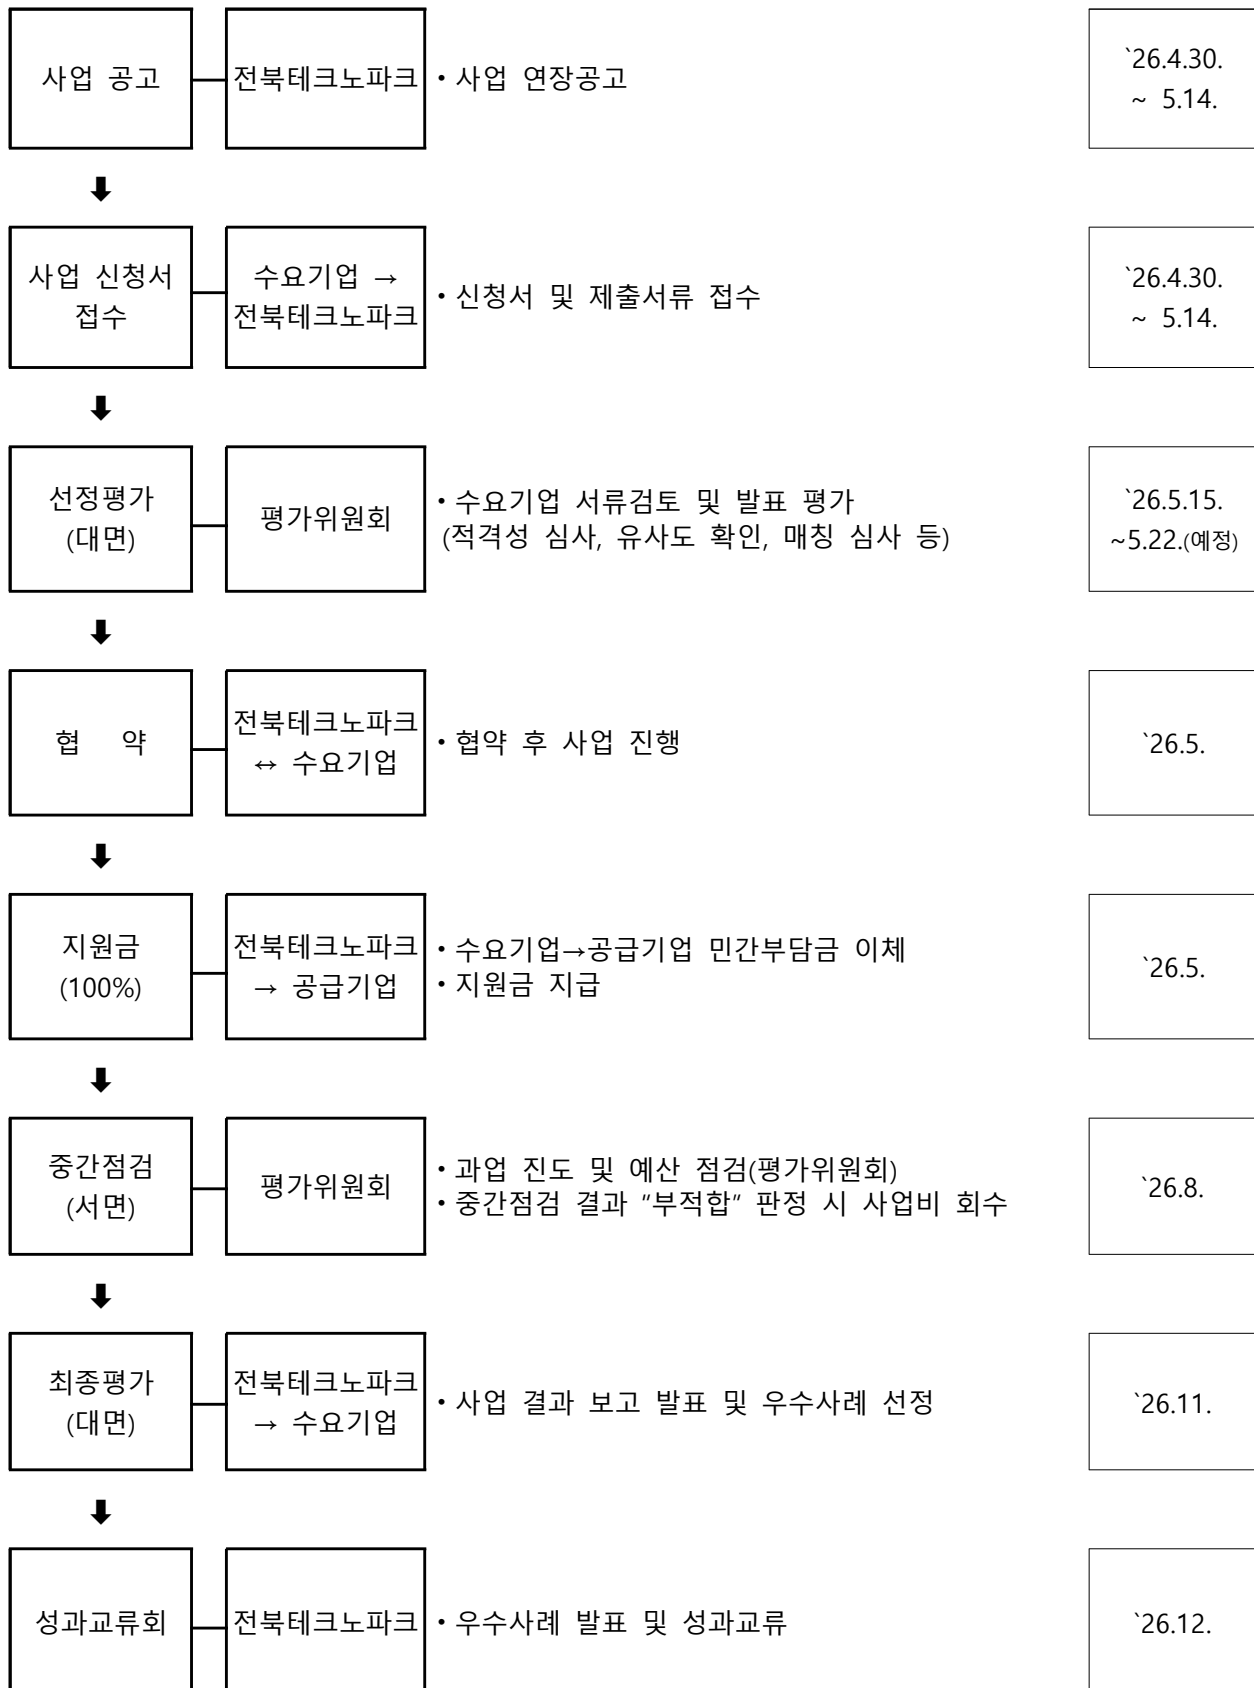 사업 공고
전북테크노파크
• 사업 연장공고
`26.4.30.
~ 5.14.
⬇
사업 신청서
접수
수요기업 →
전북테크노파크
• 신청서 및 제출서류 접수
`26.4.30.
~ 5.14.
⬇
선정평가
(대면)
평가위원회
• 수요기업 서류검토 및 발표 평가
(적격성 심사, 유사도 확인, 매칭 심사 등)
`26.5.15.
~5.22.(예정)
⬇
협 약
전북테크노파크
↔ 수요기업
• 협약 후 사업 진행
`26.5.
⬇
지원금
(100%)
전북테크노파크
→ 공급기업
• 수요기업→공급기업 민간부담금 이체
• 지원금 지급
`26.5.
⬇
중간점검
(서면)
평가위원회
• 과업 진도 및 예산 점검(평가위원회)
• 중간점검 결과 “부적합” 판정 시 사업비 회수
`26.8.
⬇
최종평가
(대면)
전북테크노파크
→ 수요기업
• 사업 결과 보고 발표 및 우수사례 선정
`26.11.
⬇
성과교류회
전북테크노파크
• 우수사례 발표 및 성과교류
`26.12.